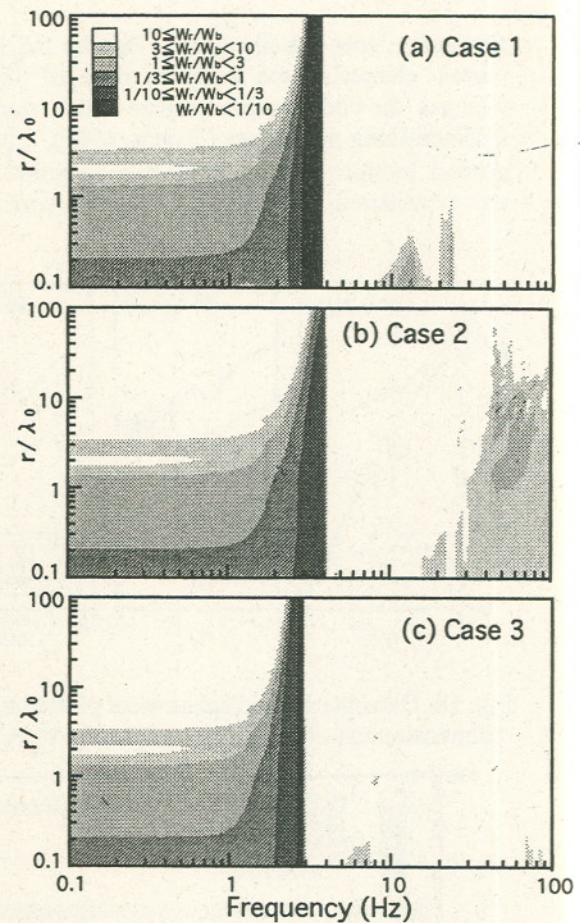 100
10≦Wr/Wb
3≦Wr/Wb<10
1≦Wr/Wb<3
1/3≦Wr/Wb<1
1/10≦Wr/Wb<1/3
Wr/Wb<1/10
(a) Case 1
10
r/λ0
1
0.1
100
(b) Case 2
10
r/λ0
1
0.1
100
(c) Case 3
10
r/λ0
1
0.1
0.1
1
10
100
Frequency (Hz)